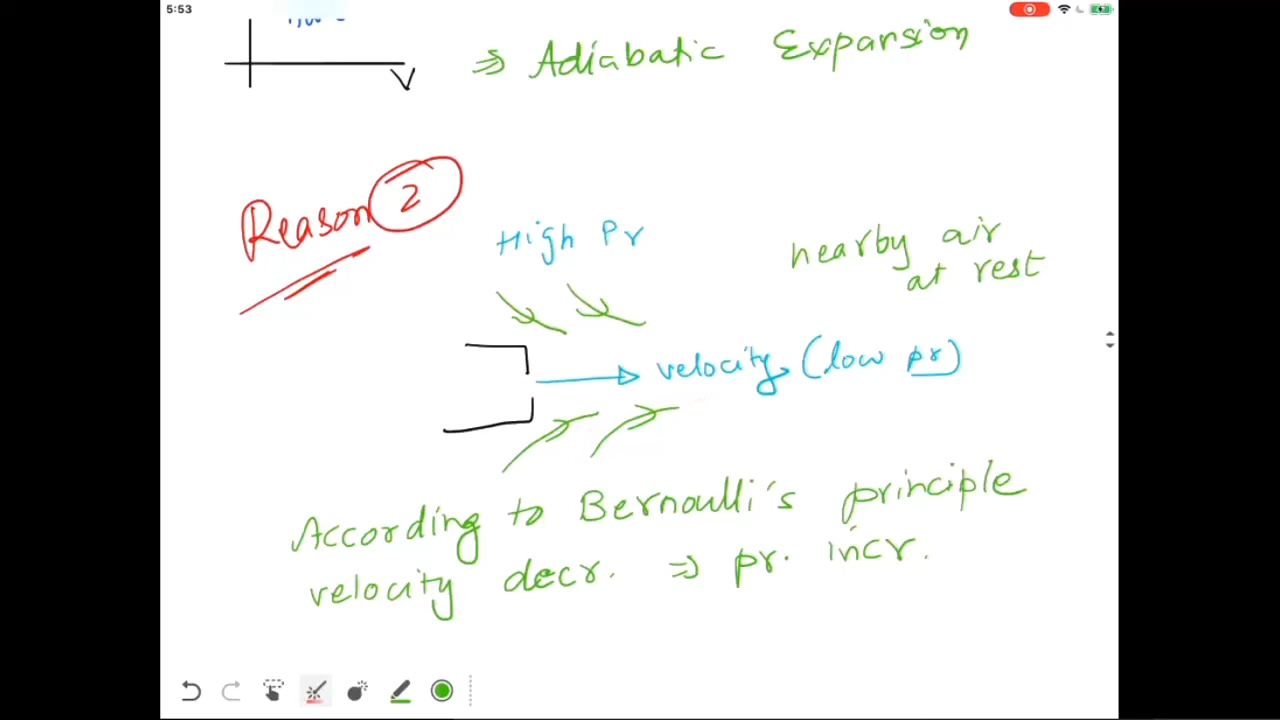 5:53
V
⇒ Adiabatic Expansion
Reason 2
High Pr
nearby air
at rest
velocity (low pr)
According to Bernoulli's principle
velocity decr. ⇒ pr. incr.